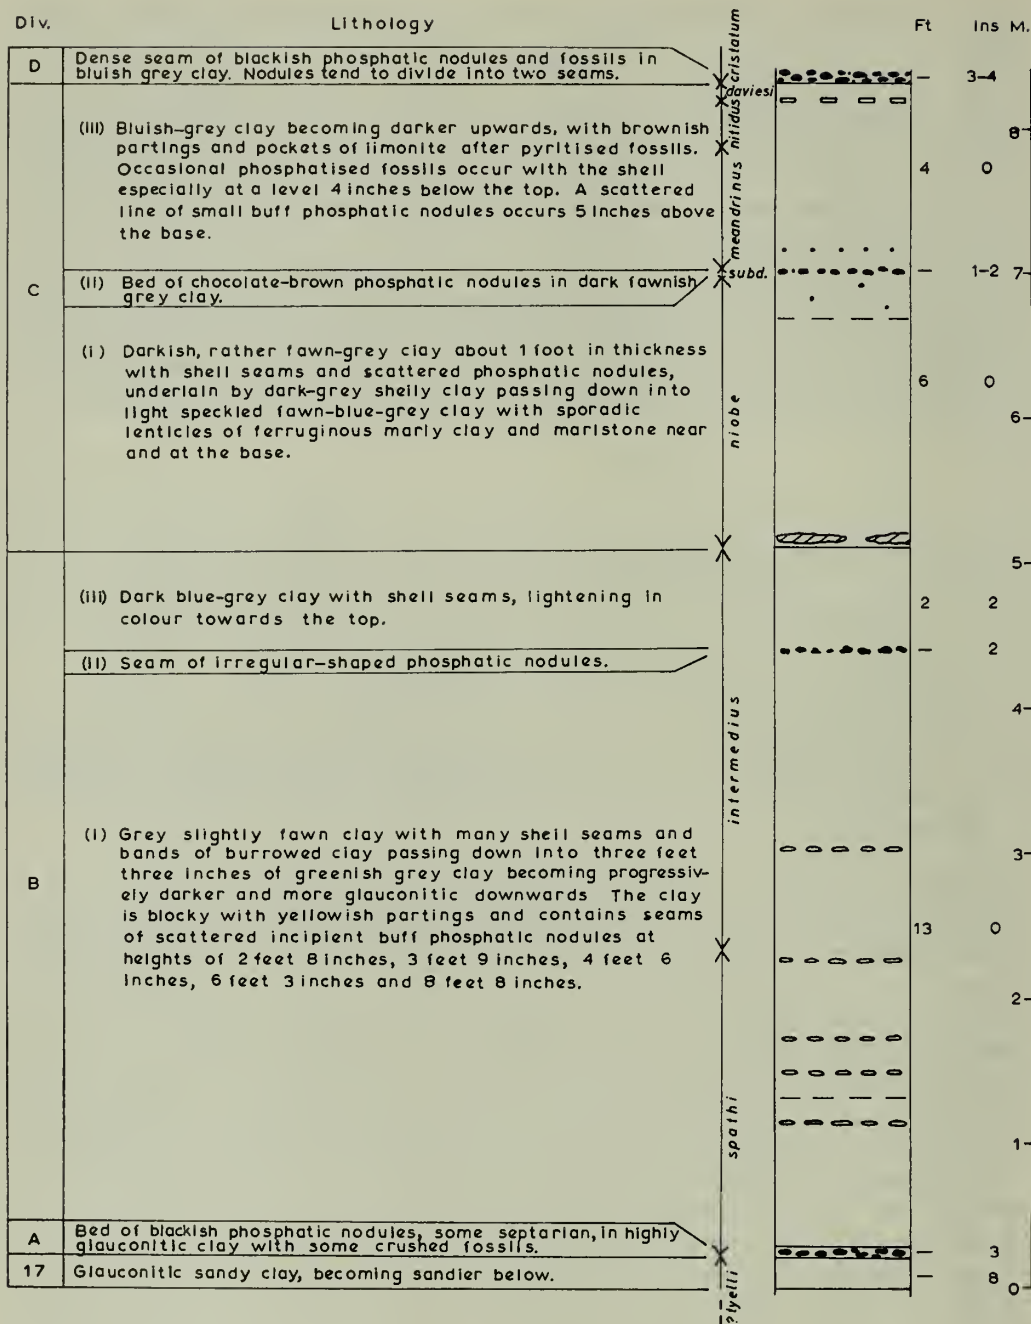 Div. Lithology Ft Ins M.
cristatum
D
Dense seam of blackish phosphatic nodules and fossils in
bluish grey clay. Nodules tend to divide into two seams.
— 3-4
daviesi
nitidus
8
(iii) Bluish-grey clay becoming darker upwards, with brownish
partings and pockets of limonite after pyritised fossils.
Occasional phosphatised fossils occur with the shell
especially at a level 4 inches below the top. A scattered
line of small buff phosphatic nodules occurs 5 inches above
the base.
4 0
meandrinus
C
(ii) Bed of chocolate-brown phosphatic nodules in dark fawnish
grey clay.
subd.
— 1-2 7
(i) Darkish, rather fawn-grey clay about 1 foot in thickness
with shell seams and scattered phosphatic nodules,
underlain by dark-grey shelly clay passing down into
light speckled fawn-blue-grey clay with sporadic
lenticles of ferruginous marly clay and marlstone near
and at the base.
niobe
6 0
6
5
(iii) Dark blue-grey clay with shell seams, lightening in
colour towards the top.
2 2
(ii) Seam of irregular-shaped phosphatic nodules.
— 2
4
intermedius
3
B
(i) Grey slightly fawn clay with many shell seams and
bands of burrowed clay passing down into three feet
three inches of greenish grey clay becoming progressiv-
ely darker and more glauconitic downwards The clay
is blocky with yellowish partings and contains seams
of scattered incipient buff phosphatic nodules at
heights of 2 feet 8 inches, 3 feet 9 inches, 4 feet 6
inches, 6 feet 3 inches and 8 feet 8 inches.
13 0
2
spathi
1
A
Bed of blackish phosphatic nodules, some septarian, in highly
glauconitic clay with some crushed fossils.
— 3
17
Glauconitic sandy clay, becoming sandier below.
— 8
0
?lyelli